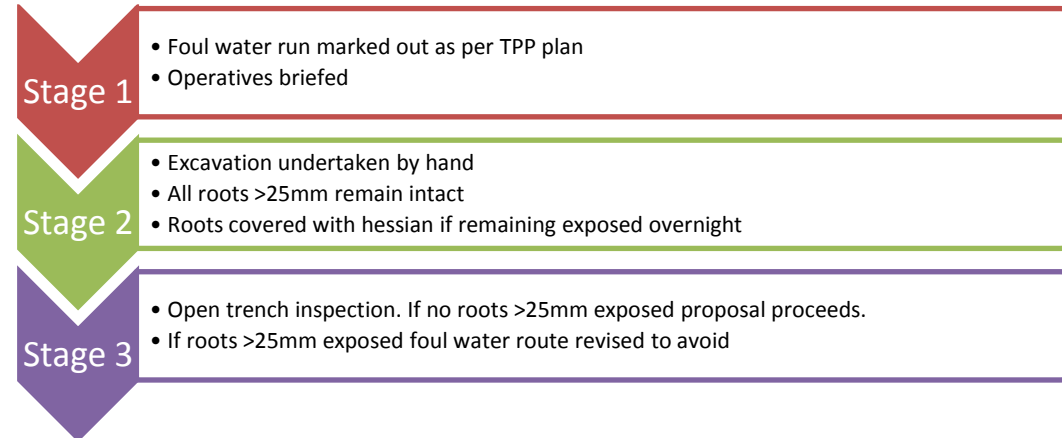 Stage 1
• Foul water run marked out as per TPP plan
• Operatives briefed
Stage 2
• Excavation undertaken by hand
• All roots >25mm remain intact
• Roots covered with hessian if remaining exposed overnight
Stage 3
• Open trench inspection. If no roots >25mm exposed proposal proceeds.
• If roots >25mm exposed foul water route revised to avoid